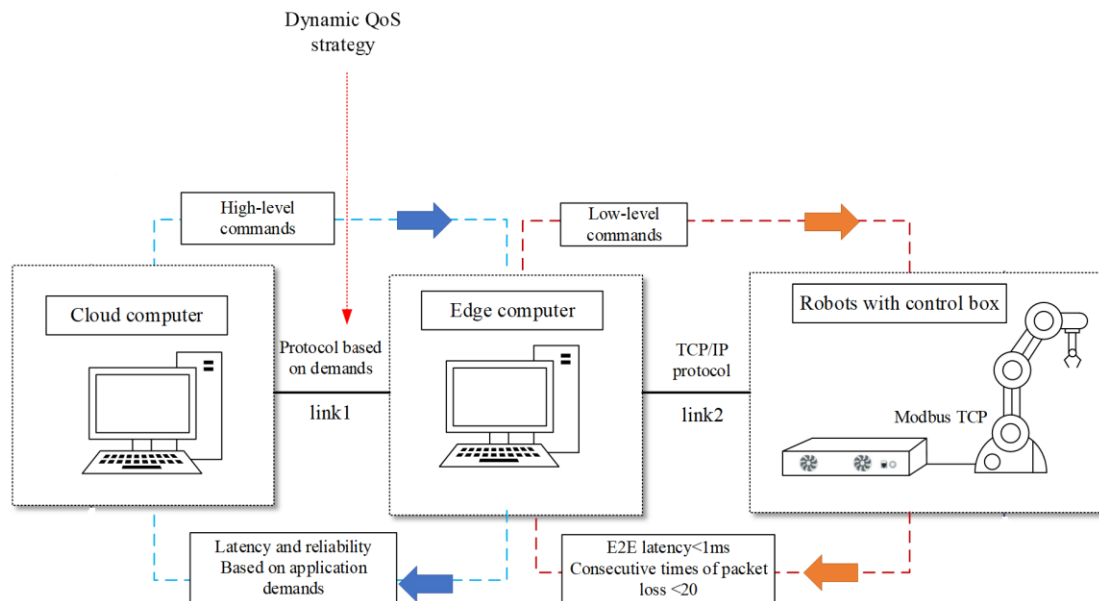 Dynamic QoS
strategy
High-level
commands
Low-level
commands
Cloud computer
Edge computer
Robots with control box
Protocol based
on demands
link1
TCP/IP
protocol
link2
Modbus TCP
Latency and reliability
Based on application
demands
E2E latency<1ms
Consecutive times of packet
loss <20